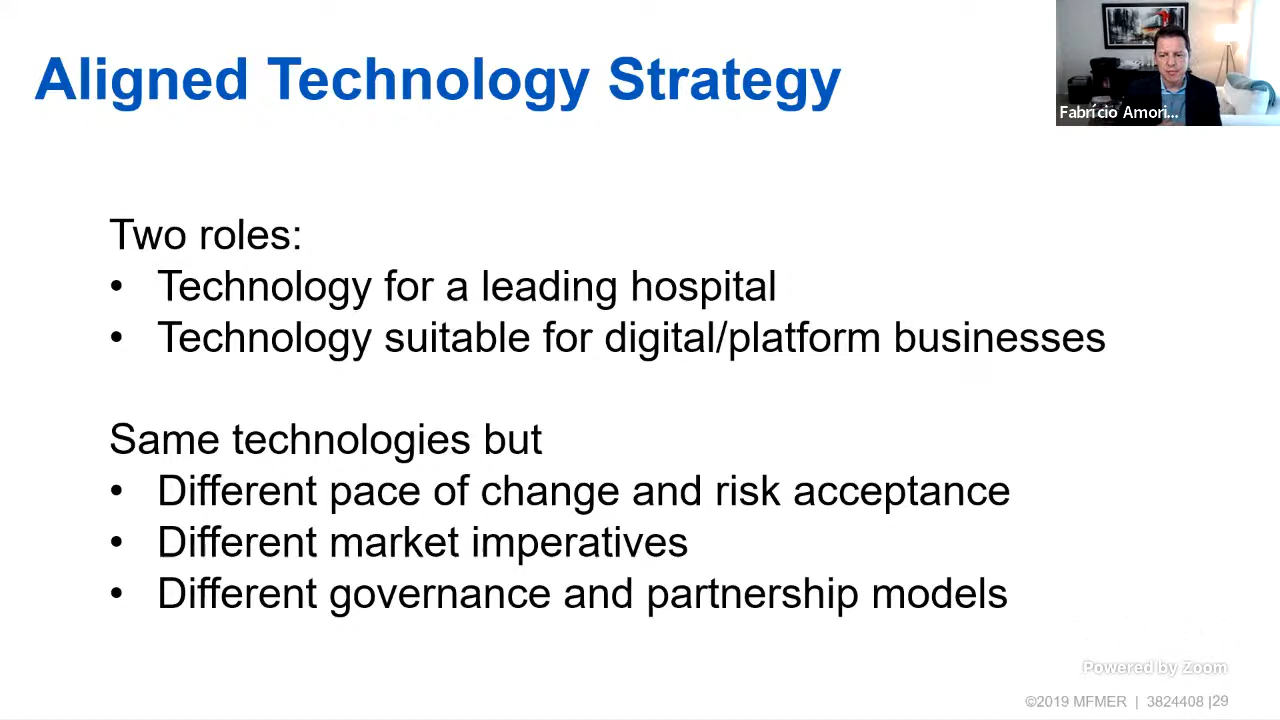 Aligned Technology Strategy
Fabrício Amori...
Two roles:
• Technology for a leading hospital
• Technology suitable for digital/platform businesses
Same technologies but
• Different pace of change and risk acceptance
• Different market imperatives
• Different governance and partnership models
Powered by Zoom
©2019 MFMER | 3824408 |29